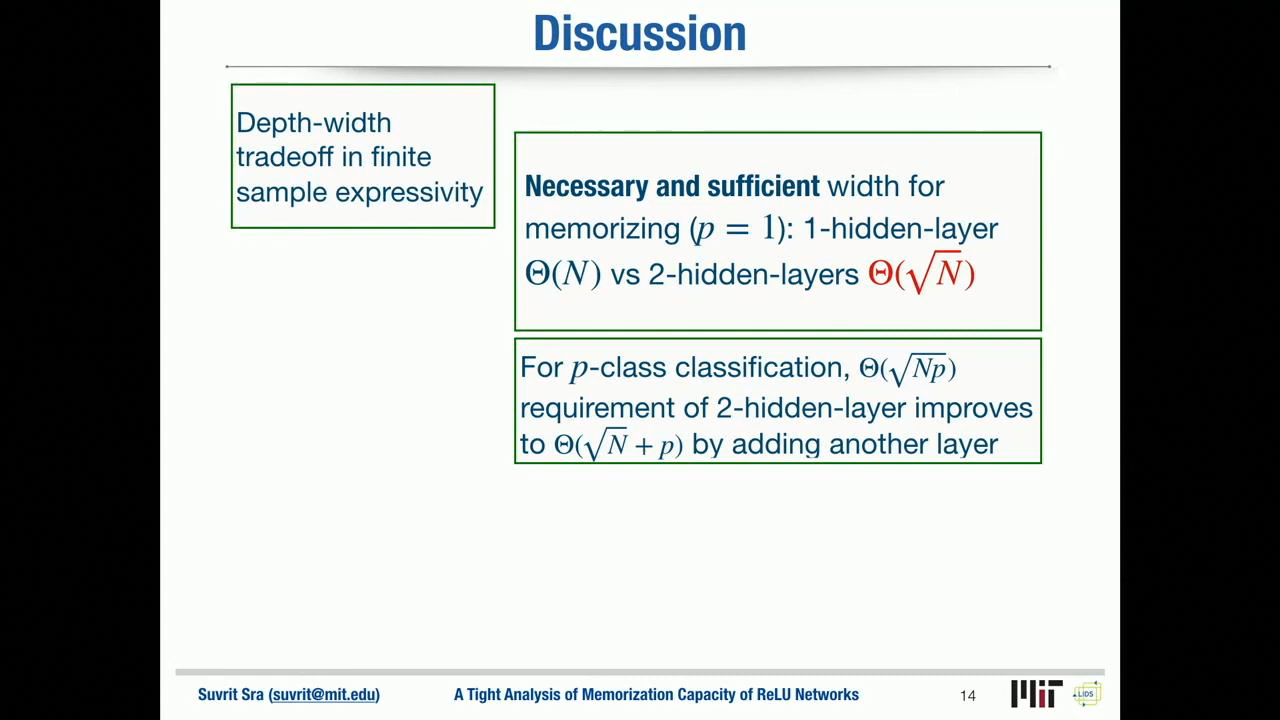 Discussion
Depth-width
tradeoff in finite
sample expressivity
Necessary and sufficient width for
memorizing (p = 1): 1-hidden-layer
Θ(N) vs 2-hidden-layers Θ(√N)
For p-class classification, Θ(√Np)
requirement of 2-hidden-layer improves
to Θ(√N + p) by adding another layer
Suvrit Sra (suvrit@mit.edu)
A Tight Analysis of Memorization Capacity of ReLU Networks
14
MIT
LIDS